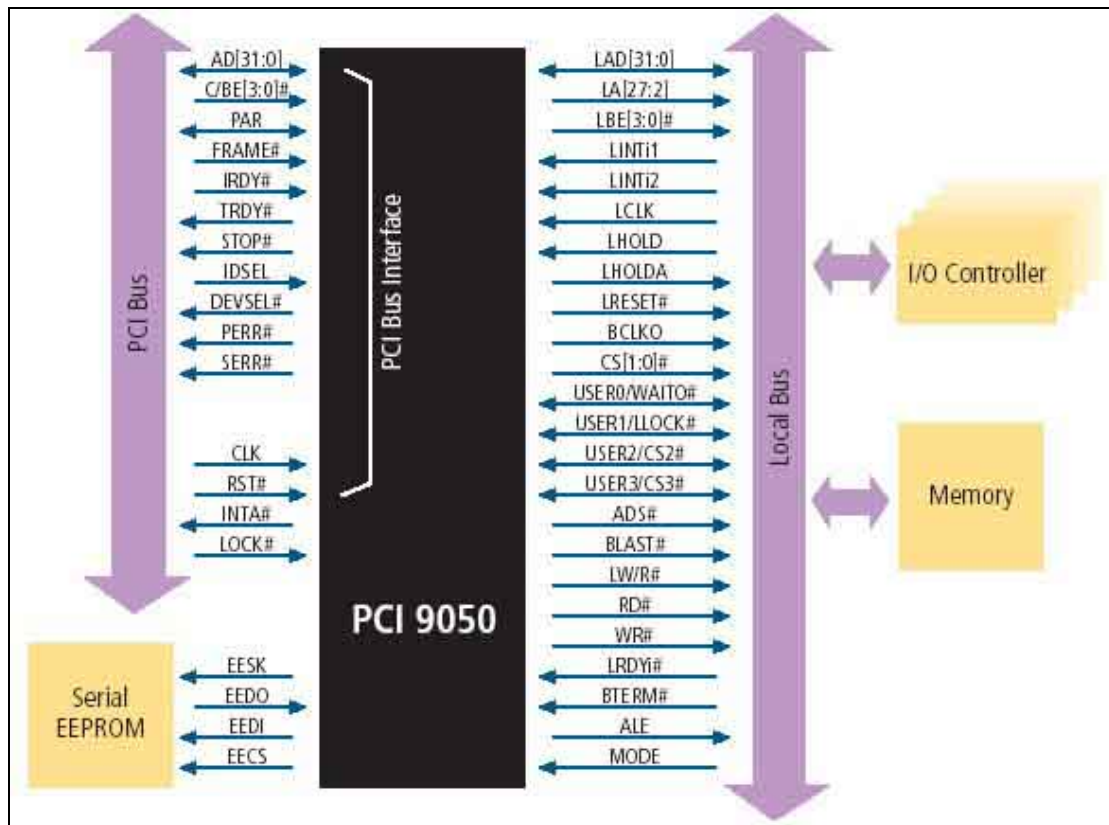 AD[31:0]
C/BE[3:0]#
PAR
FRAME#
IRDY#
TRDY#
STOP#
IDSEL
DEVSEL#
PERR#
SERR#
CLK
RST#
INTA#
LOCK#
PCI Bus
EESK
EEDO
EEDI
EECS
Serial
EEPROM
PCI Bus Interface
PCI 9050
LAD[31:0]
LA[27:2]
LBE[3:0]#
LINTi1
LINTi2
LCLK
LHOLD
LHOLDA
LRESET#
BCLKO
CS[1:0]#
USER0/WAITO#
USER1/LLOCK#
USER2/CS2#
USER3/CS3#
ADS#
BLAST#
LW/R#
RD#
WR#
LRDYi#
BTERM#
ALE
MODE
Local Bus
I/O Controller
Memory